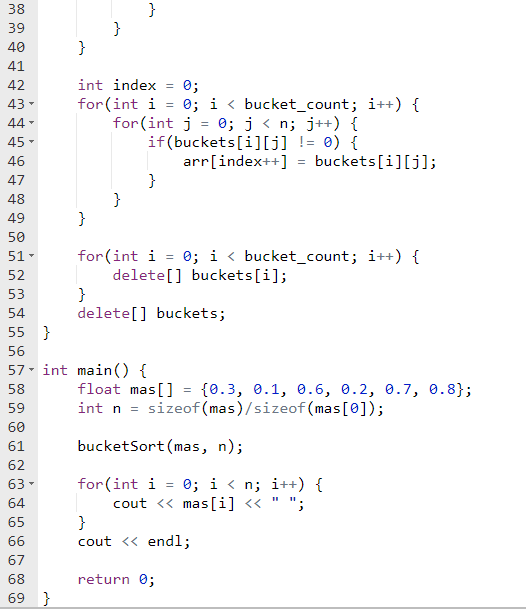 38 }
39 }
40 }
41
42 int index = 0;
43 for(int i = 0; i < bucket_count; i++) {
44 for(int j = 0; j < n; j++) {
45 if(buckets[i][j] != 0) {
46 arr[index++] = buckets[i][j];
47 }
48 }
49 }
50
51 for(int i = 0; i < bucket_count; i++) {
52 delete[] buckets[i];
53 }
54 delete[] buckets;
55 }
56
57 int main() {
58 float mas[] = {0.3, 0.1, 0.6, 0.2, 0.7, 0.8};
59 int n = sizeof(mas)/sizeof(mas[0]);
60
61 bucketSort(mas, n);
62
63 for(int i = 0; i < n; i++) {
64 cout << mas[i] << " ";
65 }
66 cout << endl;
67
68 return 0;
69 }